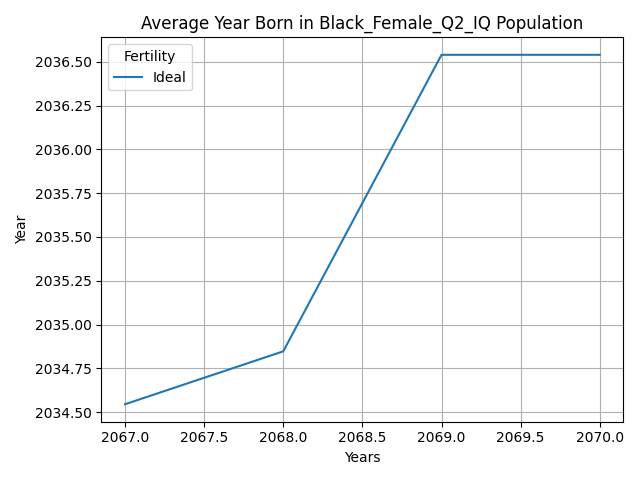 Average Year Born in Black_Female_Q2_IQ Population
Fertility
Ideal
2036.50
2036.25
2036.00
2035.75
2035.50
2035.25
2035.00
2034.75
2034.50
Year
2067.0 2067.5 2068.0 2068.5 2069.0 2069.5 2070.0
Years